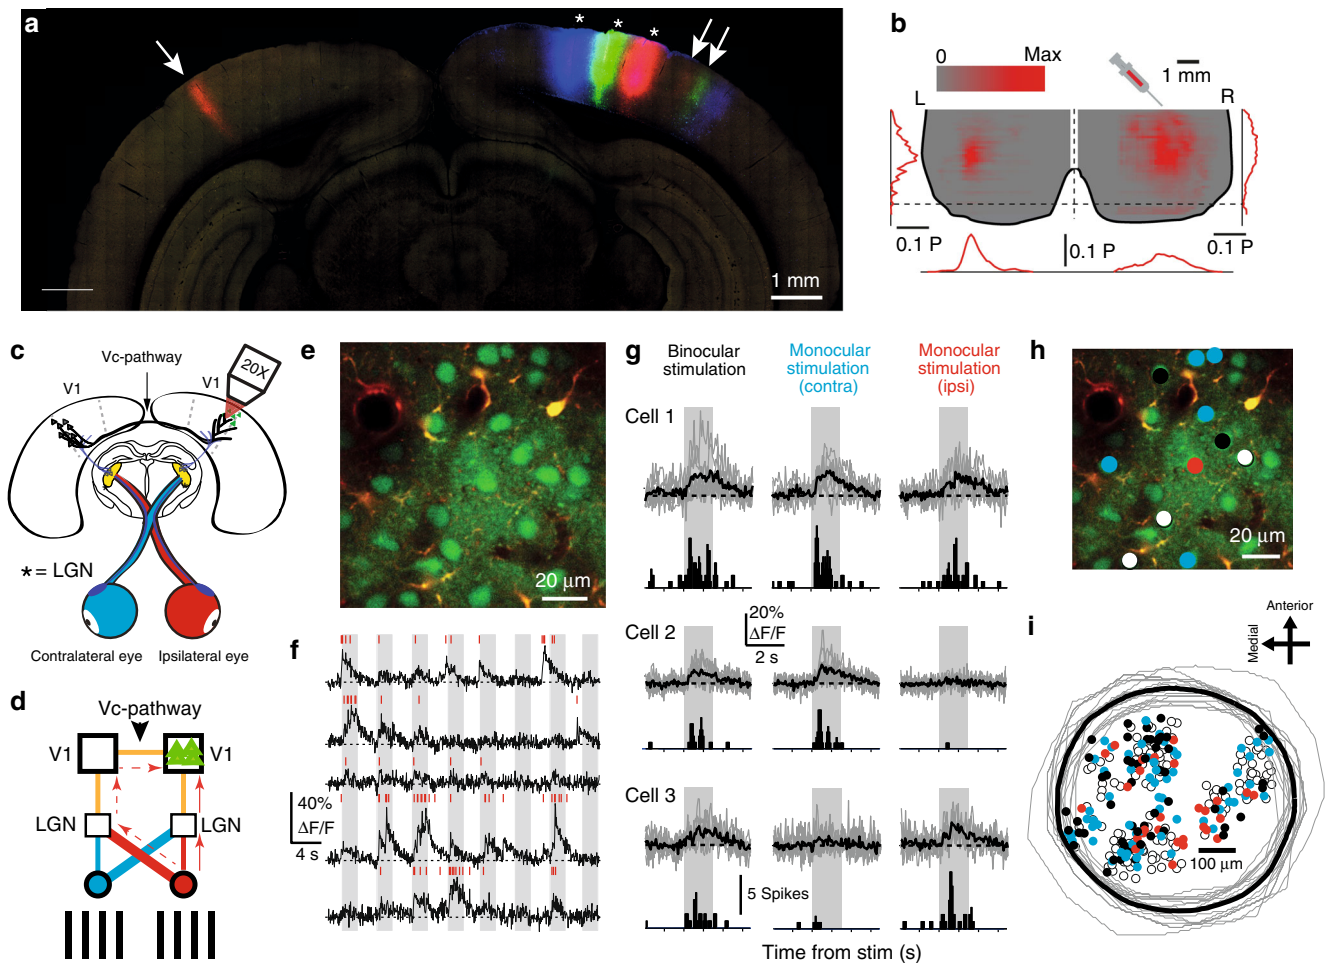 a
* * *
1 mm
b
0
Max
1 mm
L
R
0.1 P
0.1 P
0.1 P
c
Vc-pathway
V1
V1
20X
*= LGN
Contralateral eye
Ipsilateral eye
d
Vc-pathway
V1
V1
LGN
LGN
e
20 µm
f
40%
ΔF/F
4 s
g
Binocular
stimulation
Monocular
stimulation
(contra)
Monocular
stimulation
(ipsi)
Cell 1
Cell 2
20%
ΔF/F
2 s
Cell 3
5 Spikes
Time from stim (s)
h
20 µm
i
Anterior
Medial
100 µm